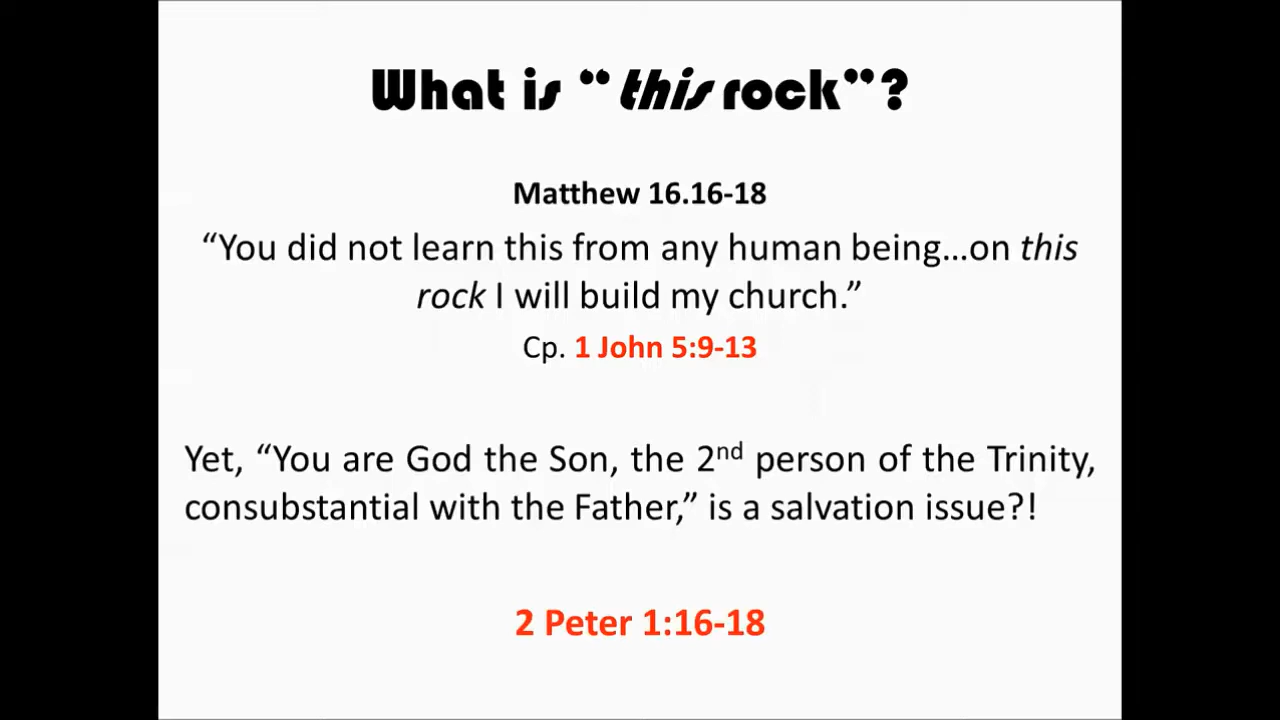 What is “this rock”?
Matthew 16.16-18
“You did not learn this from any human being…on this
rock I will build my church.”
Cp. 1 John 5:9-13
Yet, “You are God the Son, the 2nd person of the Trinity,
consubstantial with the Father,” is a salvation issue?!
2 Peter 1:16-18